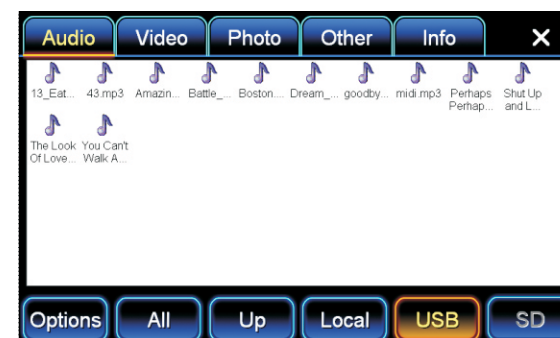 Audio Video Photo Other Info X
13_Eat... 43.mp3 Amazin... Battle_... Boston.... Dream_... goodby... midi.mp3 Perhaps Shut Up
Perhap... and L...
The Look You Can't
Of Love... Walk A...
Options All Up Local USB SD